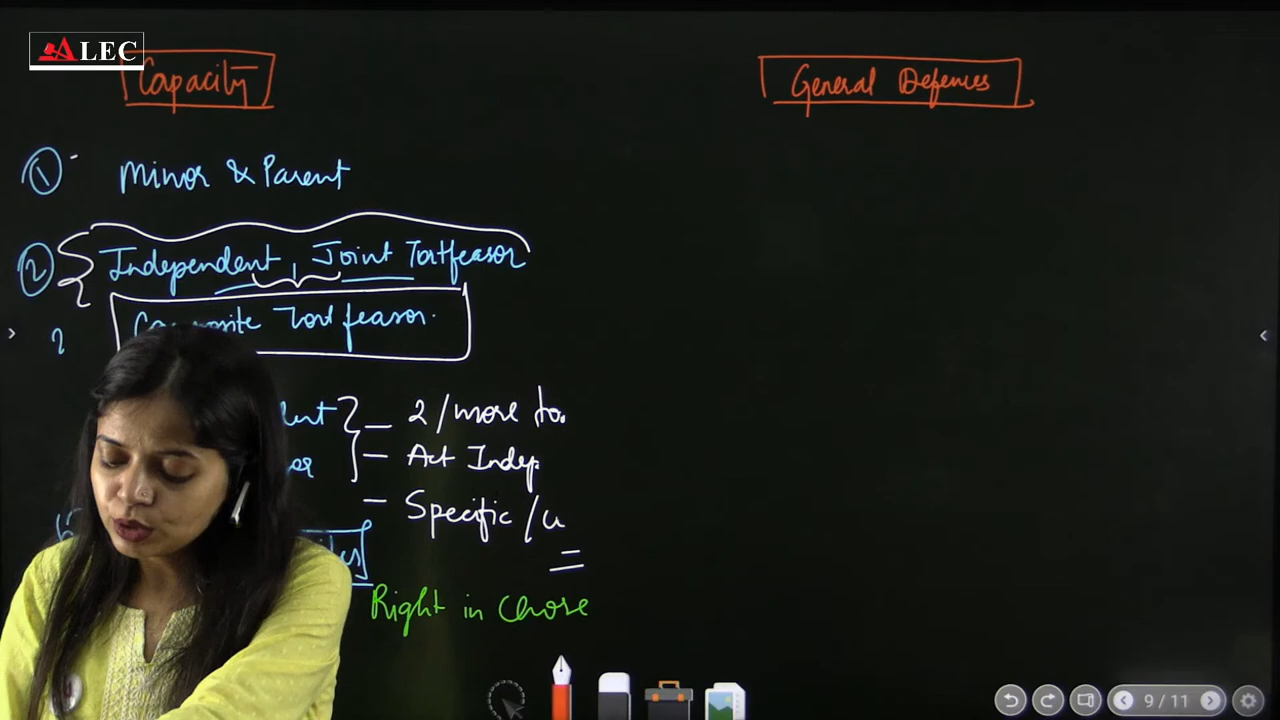 ALEC
Capacity
General Defences
1 Minor & Parent
2 Independent, Joint Tortfeasor
Composite Tortfeasor.
2/more to
Act Indep
Specific /u
Right in Chose
9/11